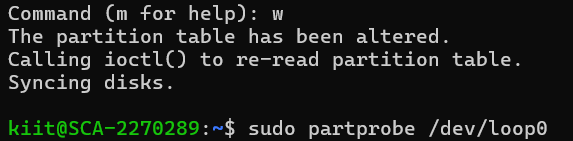 Command (m for help): w
The partition table has been altered.
Calling ioctl() to re-read partition table.
Syncing disks.
kiit@SCA-2270289:~$ sudo partprobe /dev/loop0